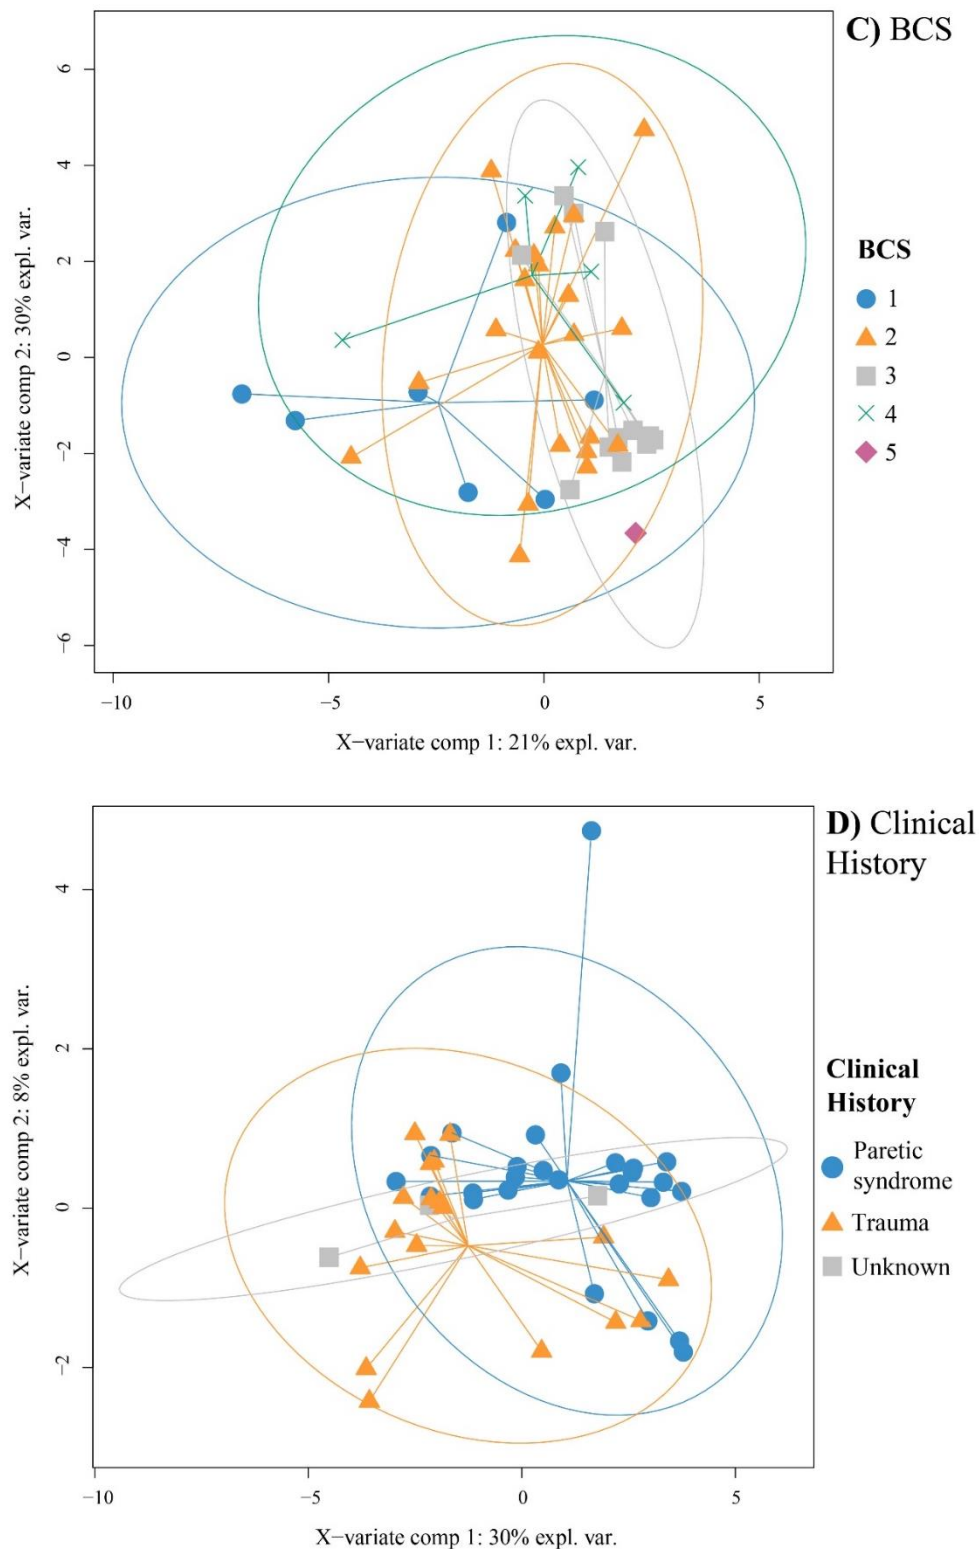 C) BCS
6
4
2
0
−2
−4
−6
X−variate comp 2: 30% expl. var.
−10
−5
0
5
X−variate comp 1: 21% expl. var.
BCS
1
2
3
4
5
D) Clinical
History
4
2
0
−2
X−variate comp 2: 8% expl. var.
−10
−5
0
5
X−variate comp 1: 30% expl. var.
Clinical
History
Paretic
syndrome
Trauma
Unknown